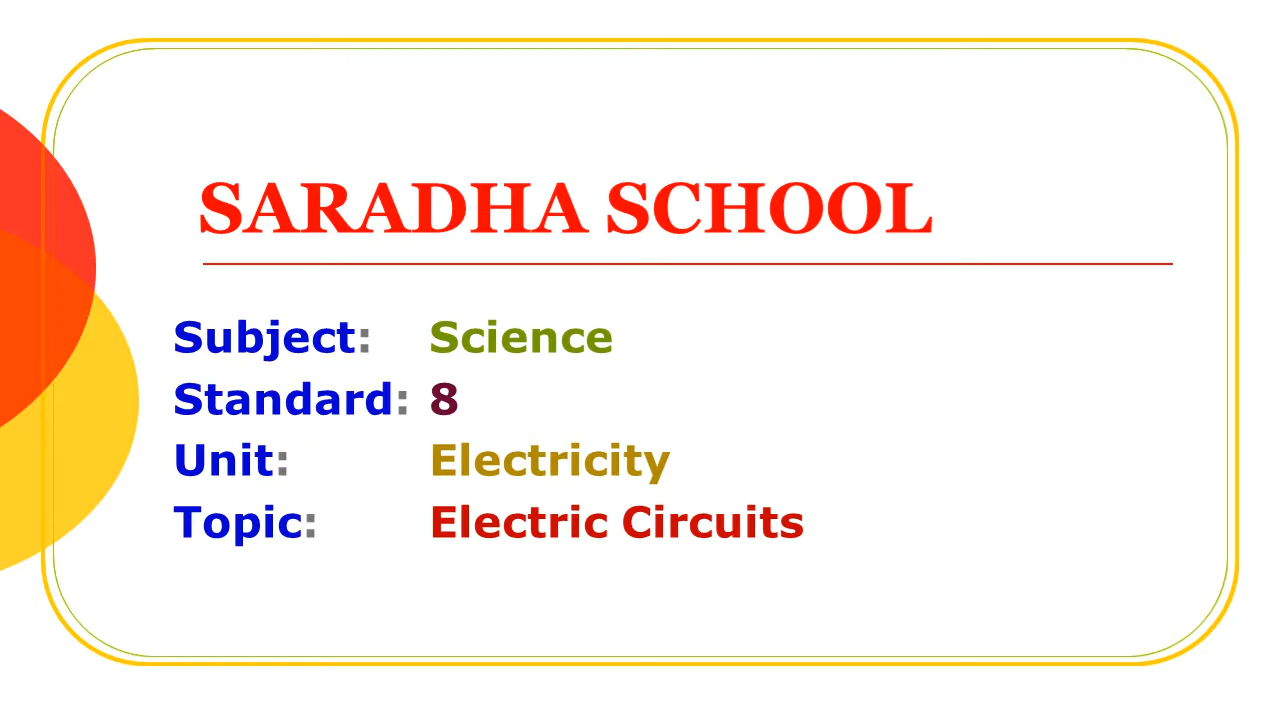 SARADHA SCHOOL
Subject: Science
Standard: 8
Unit: Electricity
Topic: Electric Circuits